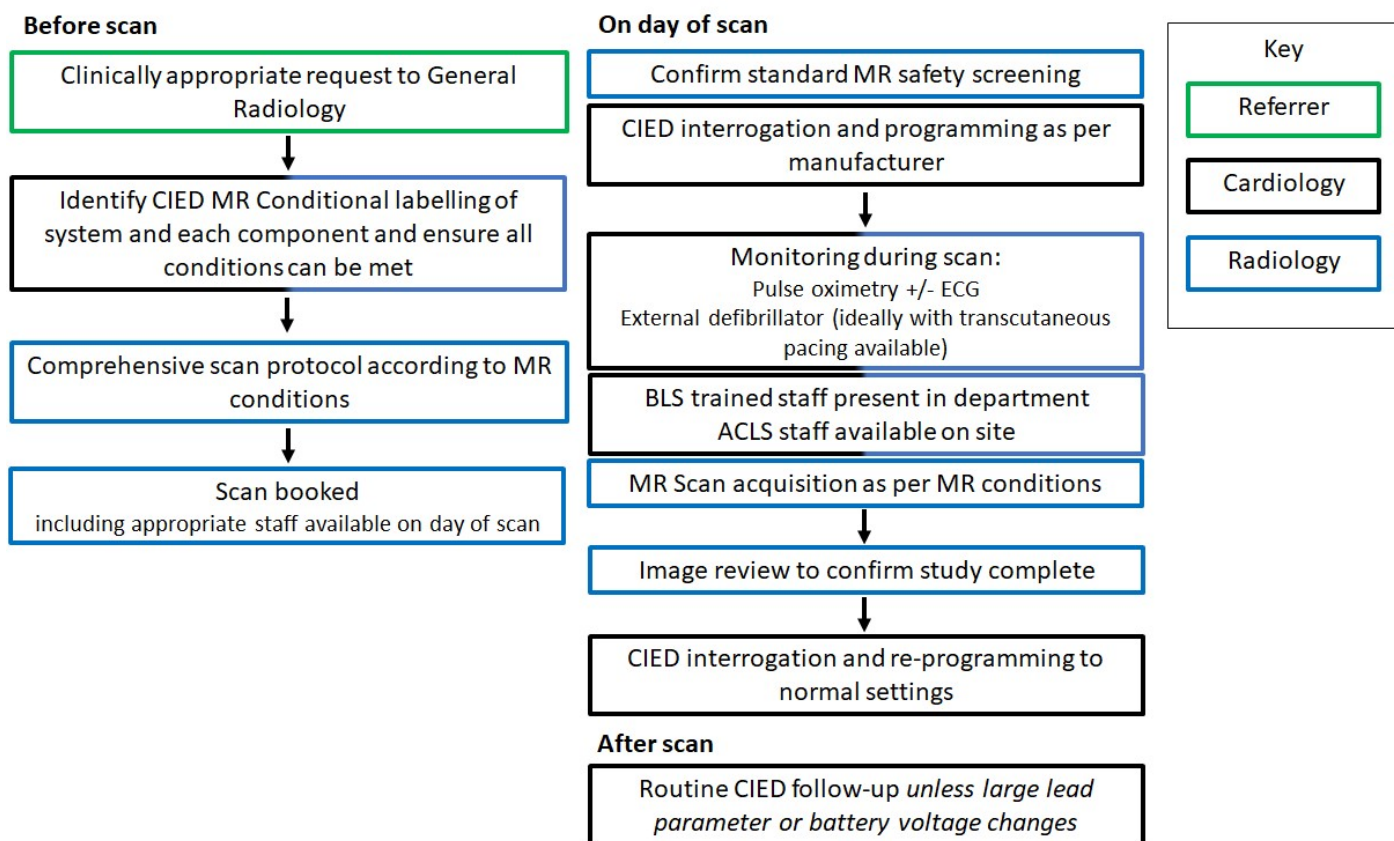 Before scan
Clinically appropriate request to General
Radiology
Identify CIED MR Conditional labelling of
system and each component and ensure all
conditions can be met
Comprehensive scan protocol according to MR
conditions
Scan booked
including appropriate staff available on day of scan
On day of scan
Confirm standard MR safety screening
CIED interrogation and programming as per
manufacturer
Monitoring during scan:
Pulse oximetry +/- ECG
External defibrillator (ideally with transcutaneous
pacing available)
BLS trained staff present in department
ACLS staff available on site
MR Scan acquisition as per MR conditions
Image review to confirm study complete
CIED interrogation and re-programming to
normal settings
After scan
Routine CIED follow-up unless large lead
parameter or battery voltage changes
Key
Referrer
Cardiology
Radiology